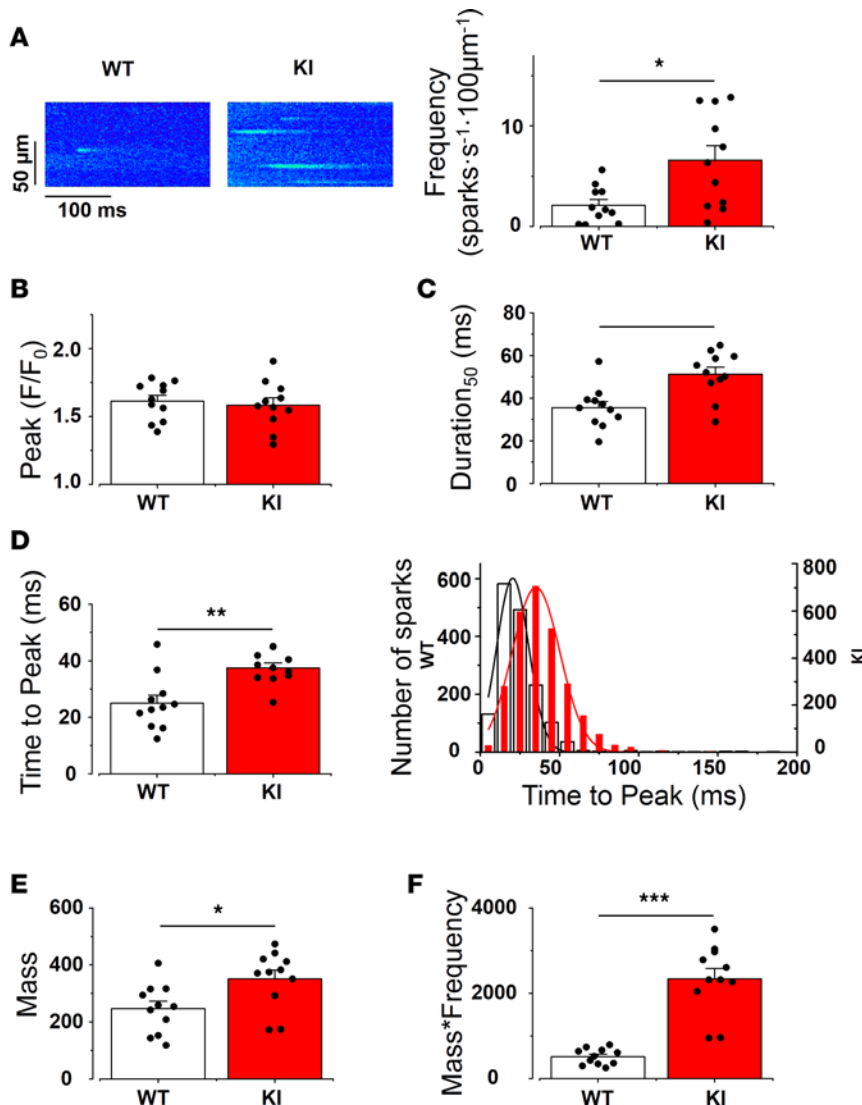 A
WT
KI
50 µm
100 ms
Frequency
(sparks·s⁻¹·100µm⁻¹)
10
0
*
WT
KI
B
Peak (F/F₀)
2.0
1.5
1.0
WT
KI
C
Duration₅₀ (ms)
80
60
40
20
0
WT
KI
D
Time to Peak (ms)
60
40
20
0
**
WT
KI
Number of sparks
WT
600
400
200
0
800
600
400
200
0
KI
0
50
100
150
200
Time to Peak (ms)
E
Mass
600
400
200
0
*
WT
KI
F
Mass*Frequency
4000
2000
0
***
WT
KI